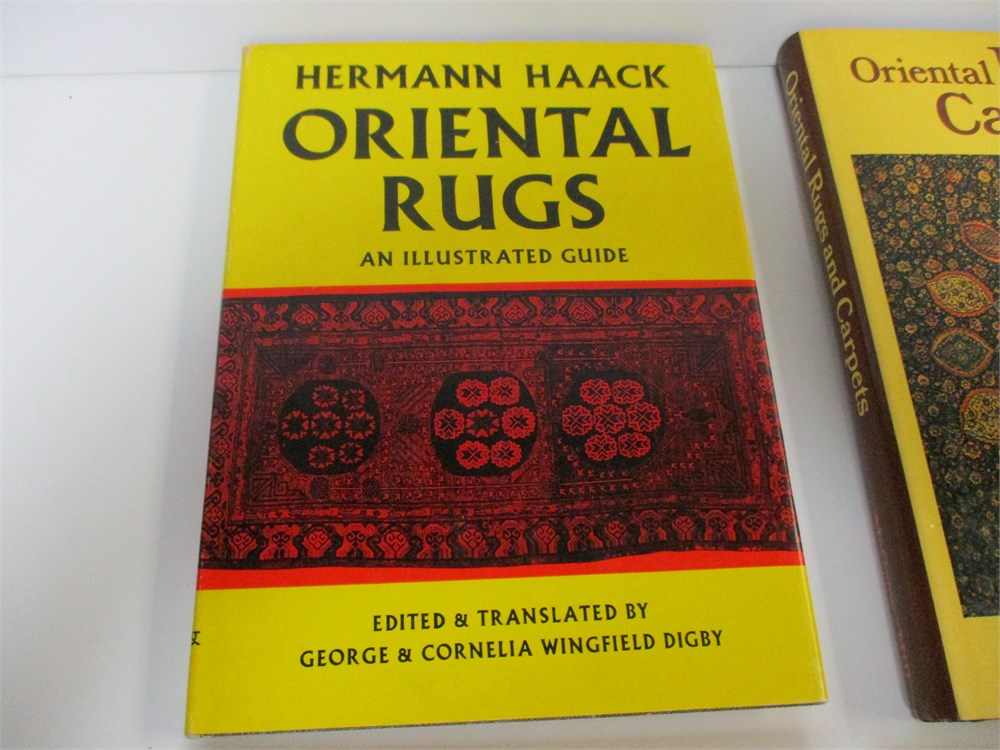 HERMANN HAACK
ORIENTAL
RUGS
AN ILLUSTRATED GUIDE
EDITED & TRANSLATED BY
GEORGE & CORNELIA WINGFIELD DIGBY
&
Oriental Rugs and Carpets
Oriental